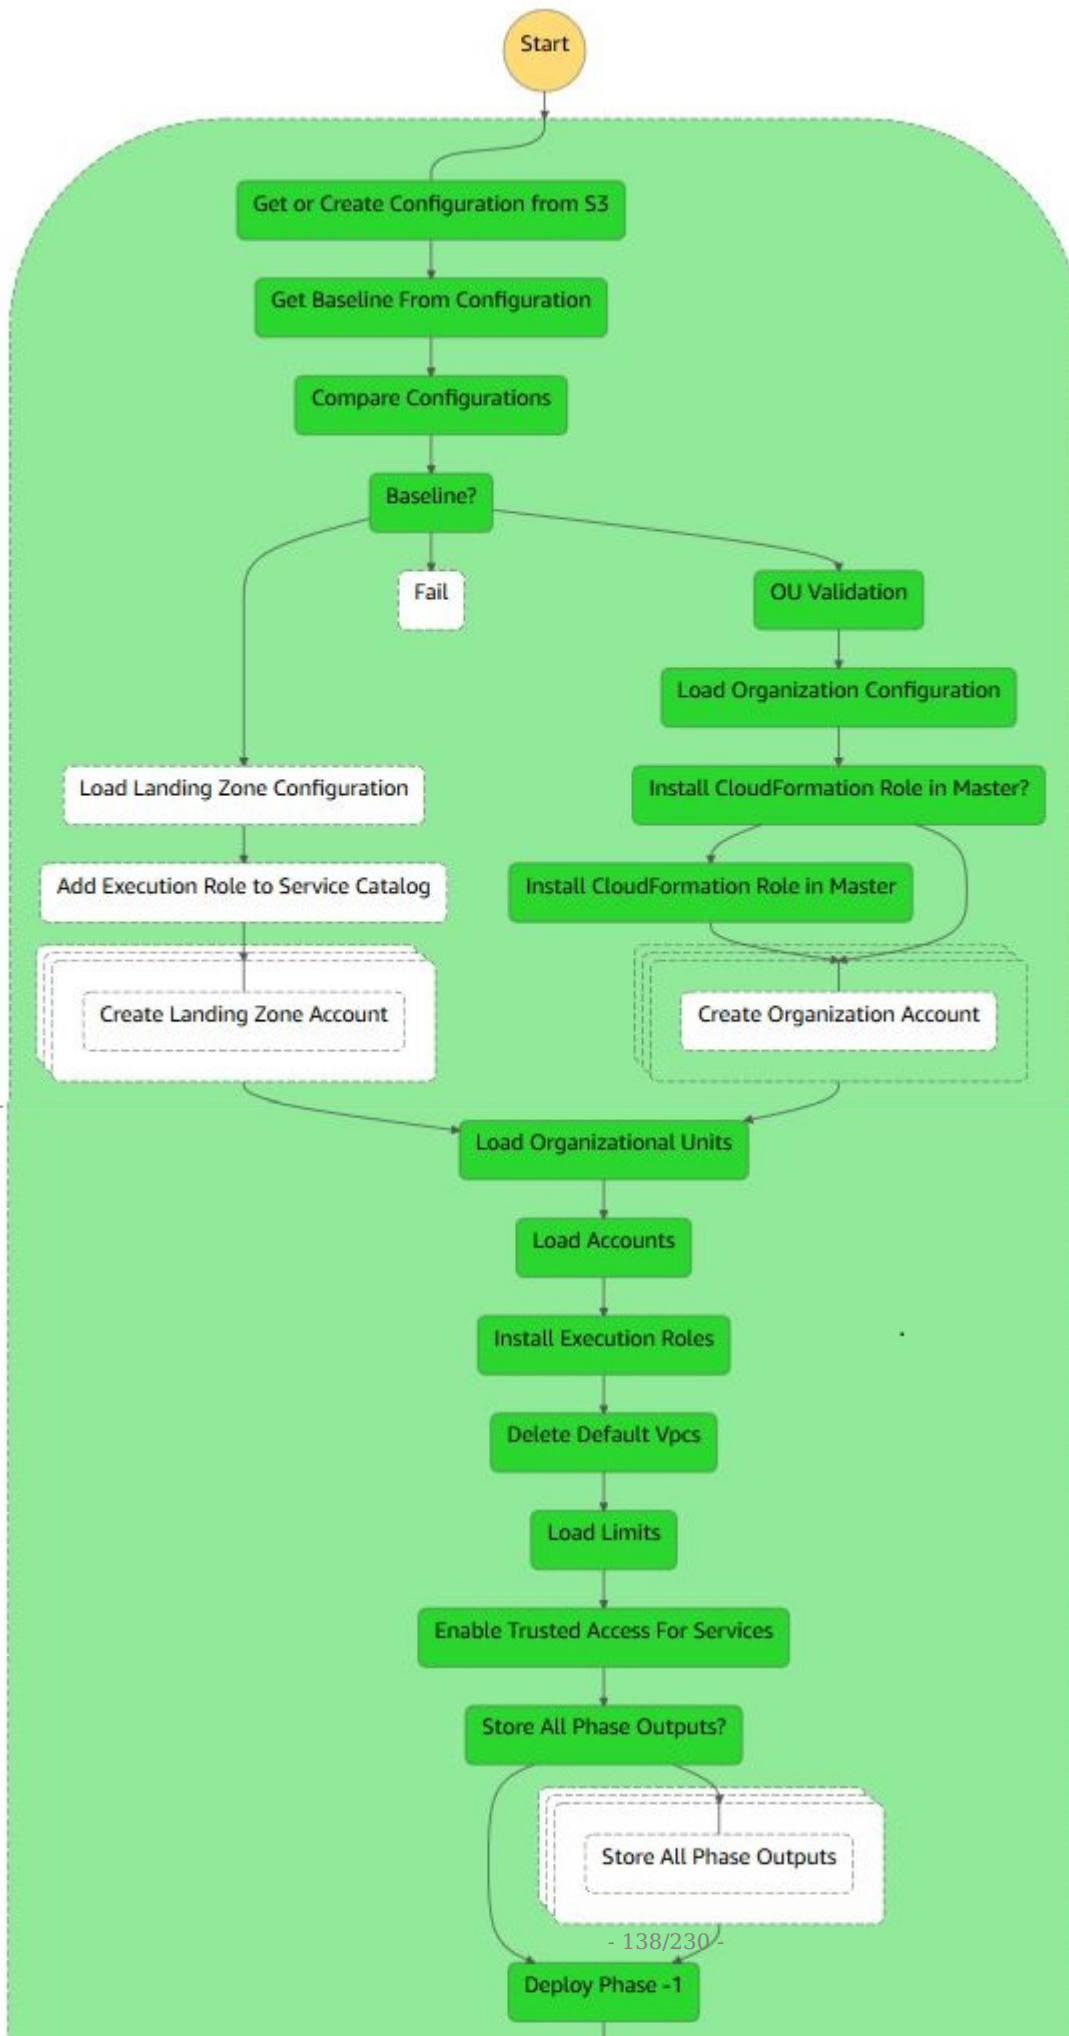 Start
Get or Create Configuration from S3
Get Baseline From Configuration
Compare Configurations
Baseline?
Fail
OU Validation
Load Organization Configuration
Load Landing Zone Configuration
Install CloudFormation Role in Master?
Add Execution Role to Service Catalog
Install CloudFormation Role in Master
Create Landing Zone Account
Create Organization Account
Load Organizational Units
Load Accounts
Install Execution Roles
Delete Default Vpcs
Load Limits
Enable Trusted Access For Services
Store All Phase Outputs?
Store All Phase Outputs
- 138/230 -
Deploy Phase -1